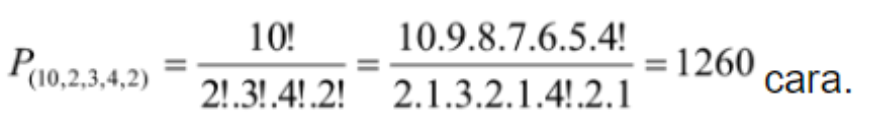 P(10,2,3,4,2) = 10! / 2!.3!.4!.2! = 10.9.8.7.6.5.4! / 2.1.3.2.1.4!.2.1 = 1260 cara.